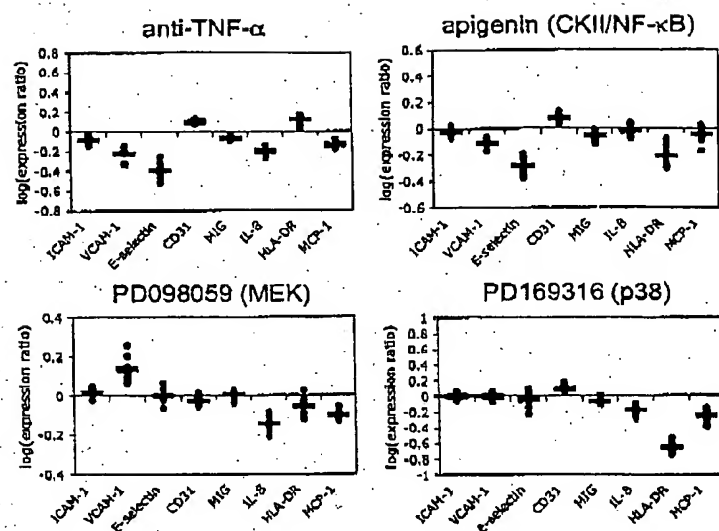 anti-TNF-α
log(expression ratio)
0.8
0.6
0.4
0.2
0
-0.2
-0.4
-0.6
-0.8
ICAM-1
VCAM-1
E-selectin
CD31
MIG
IL-8
HLA-DR
MCP-1
apigenin (CKII/NF-κB)
log(expression ratio)
0.6
0.4
0.2
0
-0.2
-0.4
-0.6
ICAM-1
VCAM-1
E-selectin
CD31
MIG
IL-8
HLA-DR
MCP-1
PD098059 (MEK)
log(expression ratio)
0.4
0.2
0
-0.2
-0.4
ICAM-1
VCAM-1
E-selectin
CD31
MIG
IL-8
HLA-DR
MCP-1
PD169316 (p38)
log(expression ratio)
1
0.8
0.6
0.4
0.2
0
-0.2
-0.4
-0.6
-0.8
-1
ICAM-1
VCAM-1
E-selectin
CD31
MIG
IL-8
HLA-DR
MCP-1